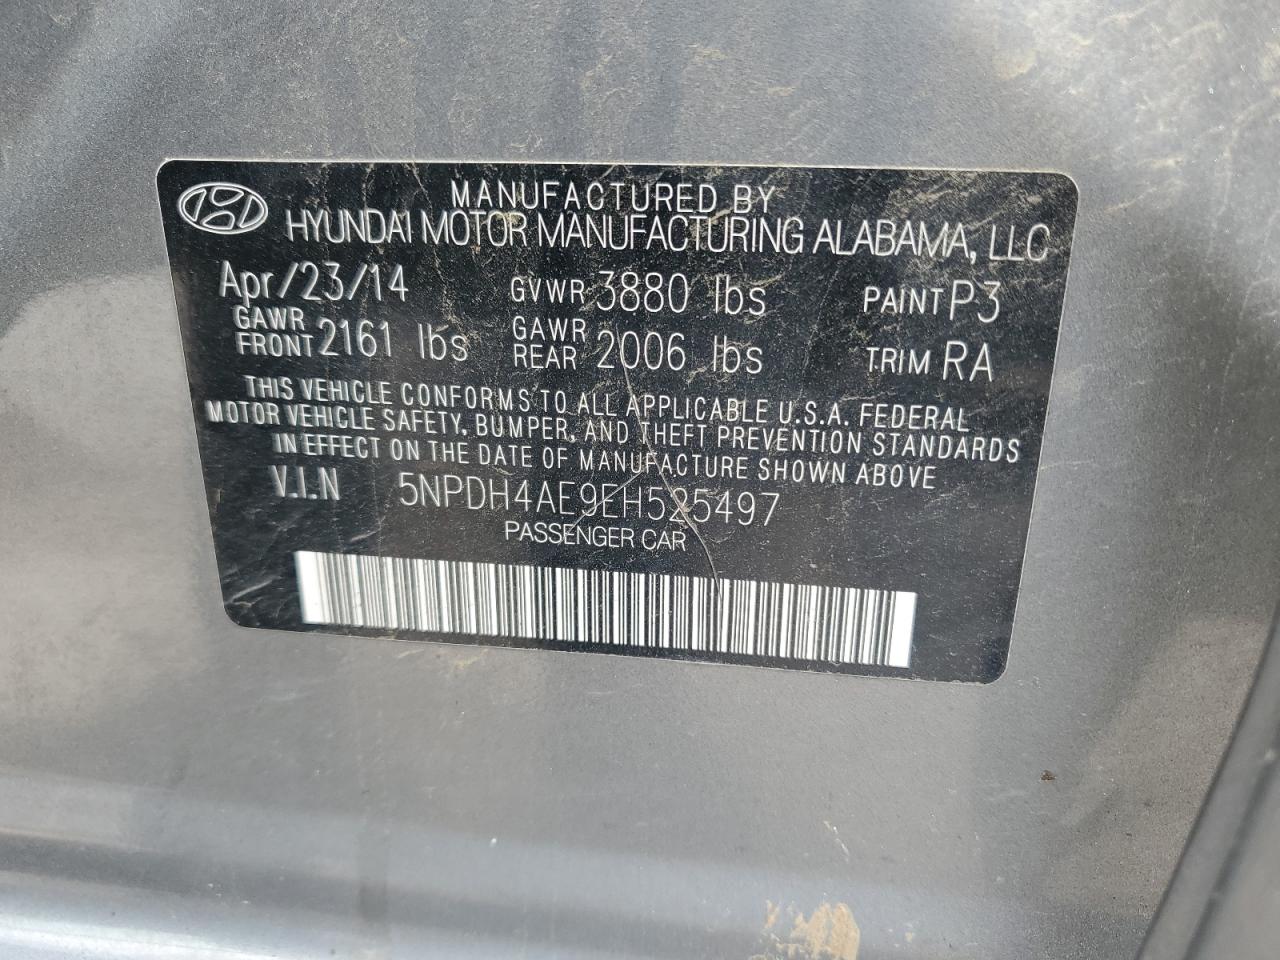 MANUFACTURED BY
HYUNDAI MOTOR MANUFACTURING ALABAMA, LLC
Apr/23/14 GVWR 3880 lbs PAINT P3
GAWR FRONT 2161 lbs GAWR REAR 2006 lbs TRIM RA
THIS VEHICLE CONFORMS TO ALL APPLICABLE U.S.A. FEDERAL
MOTOR VEHICLE SAFETY, BUMPER, AND THEFT PREVENTION STANDARDS
IN EFFECT ON THE DATE OF MANUFACTURE SHOWN ABOVE
V.I.N 5NPDH4AE9EH525497
PASSENGER CAR